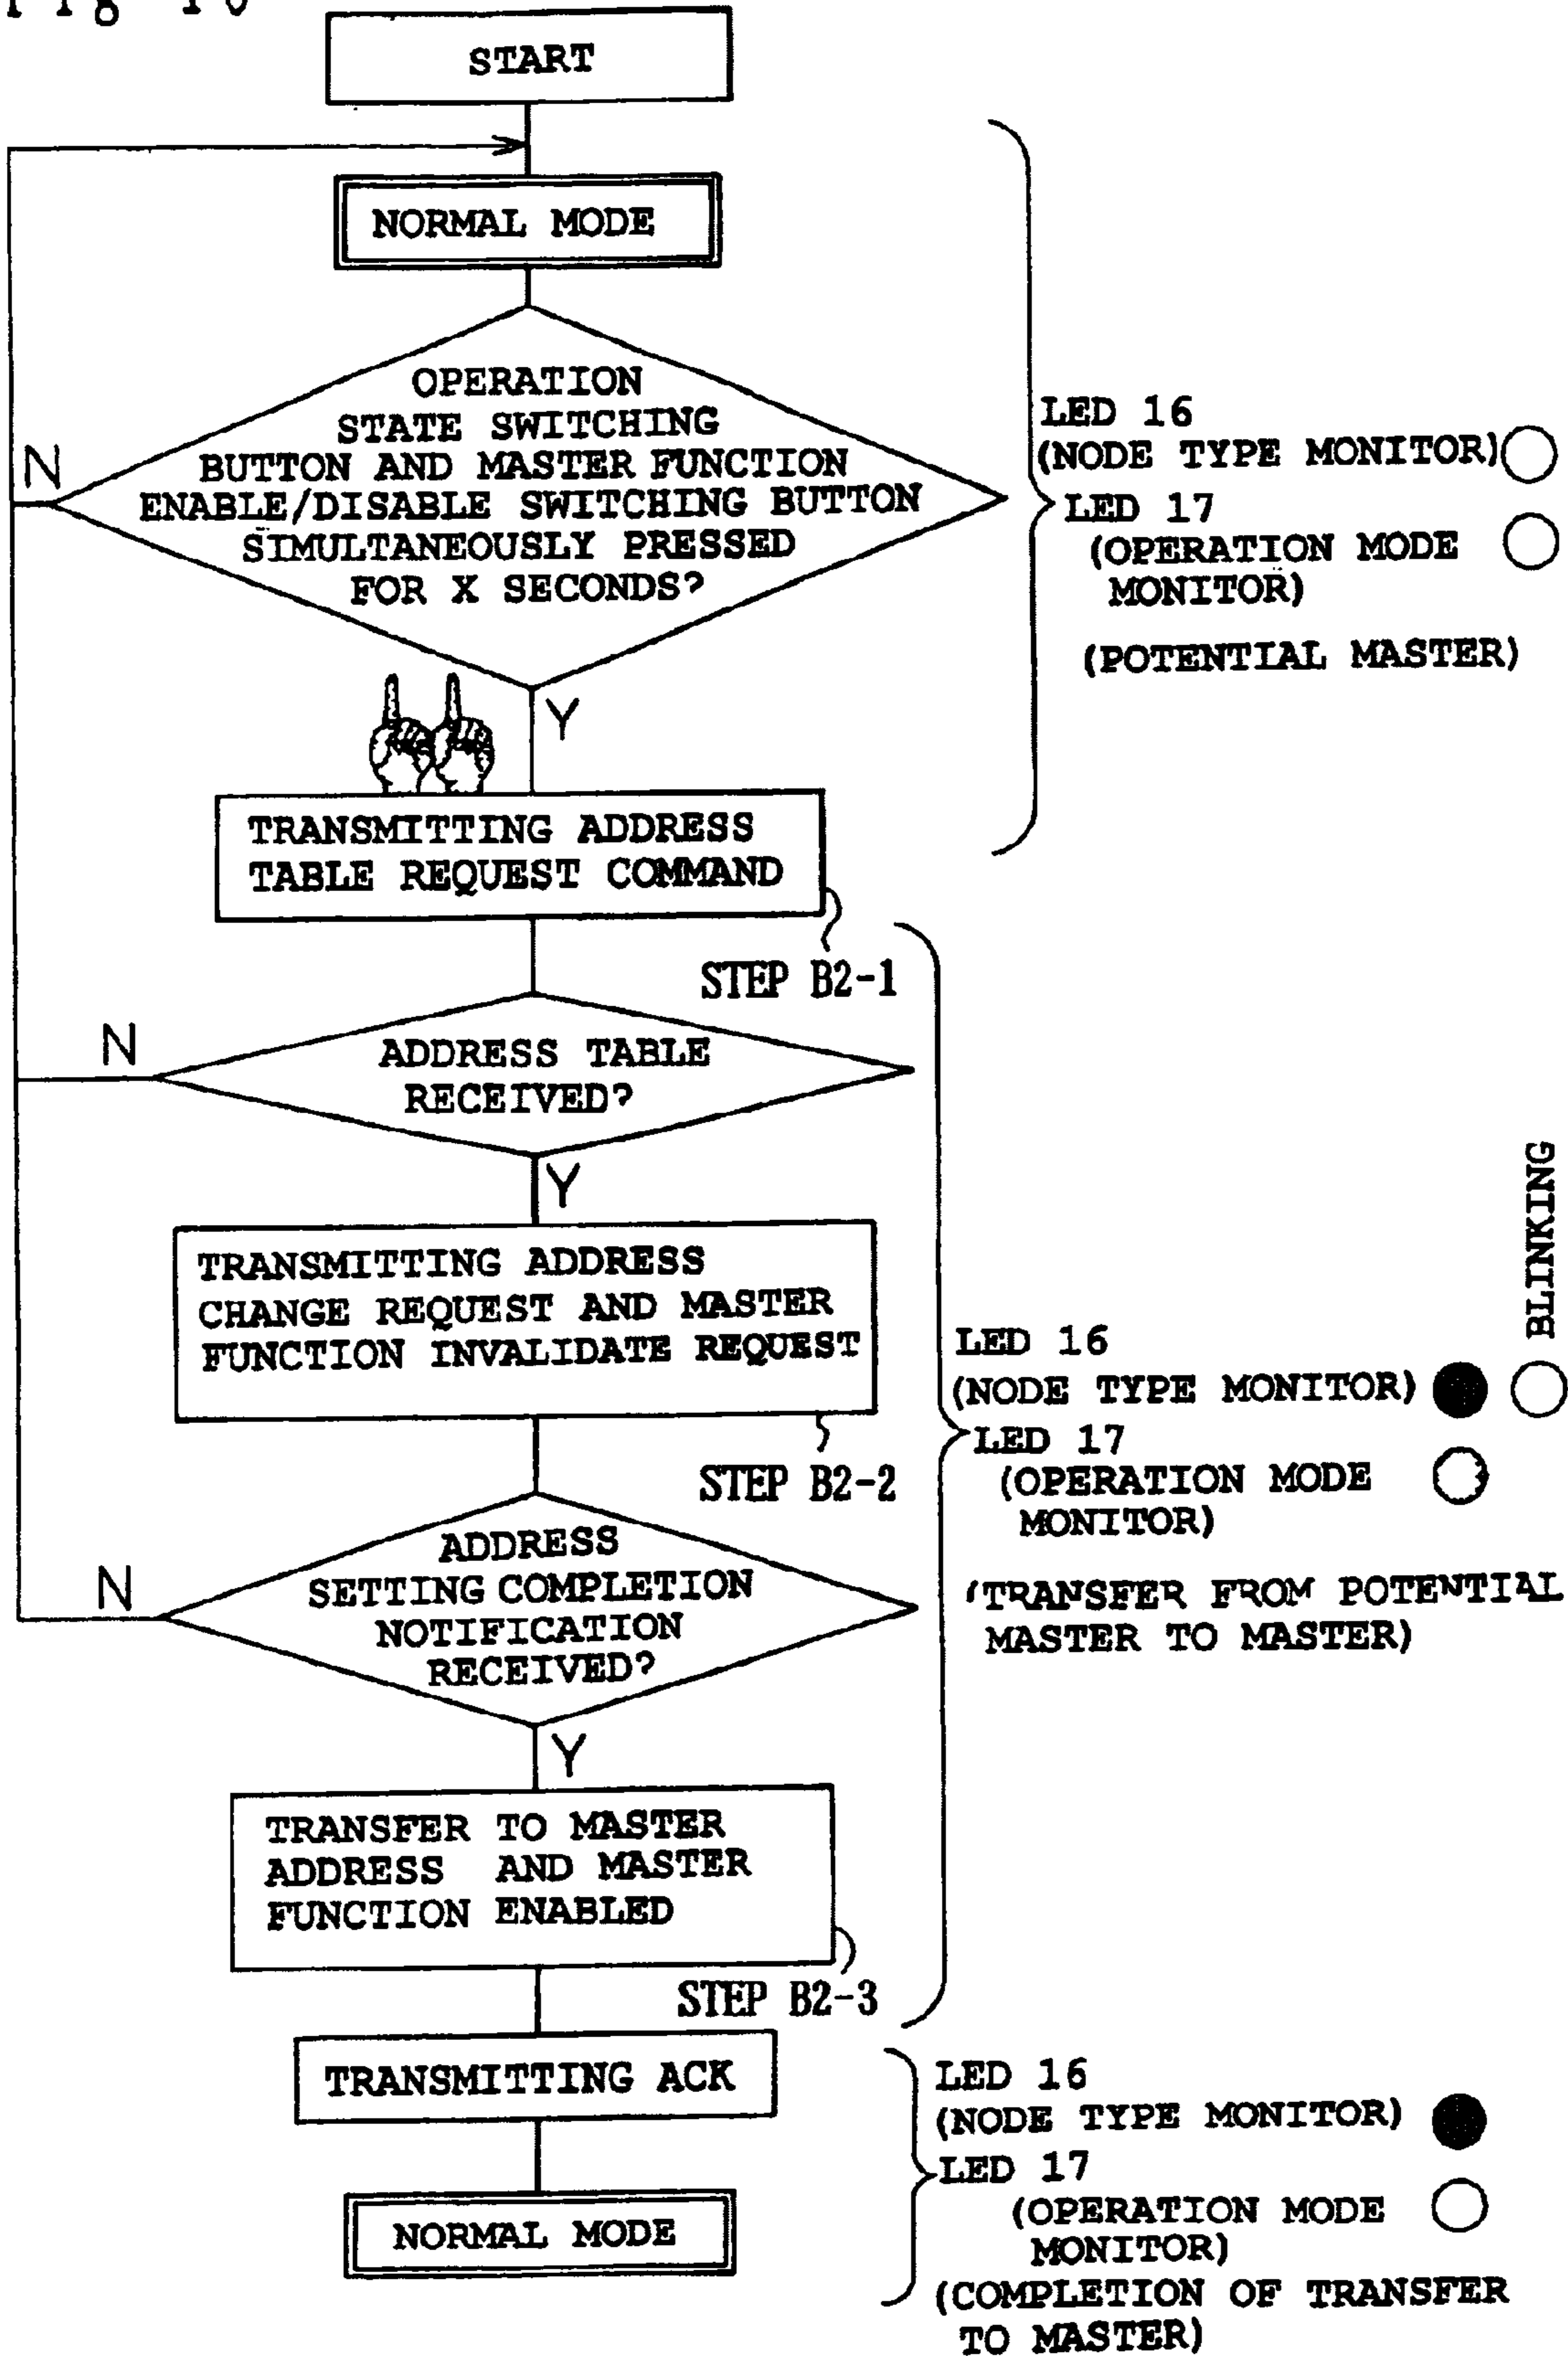 START
NORMAL MODE
OPERATION
STATE SWITCHING
BUTTON AND MASTER FUNCTION
ENABLE/DISABLE SWITCHING BUTTON
SIMULTANEOUSLY PRESSED
FOR X SECONDS?
N
Y
LED 16
(NODE TYPE MONITOR)
LED 17
(OPERATION MODE
MONITOR)
(POTENTIAL MASTER)
TRANSMITTING ADDRESS
TABLE REQUEST COMMAND
STEP B2-1
ADDRESS TABLE
RECEIVED?
N
Y
TRANSMITTING ADDRESS
CHANGE REQUEST AND MASTER
FUNCTION INVALIDATE REQUEST
STEP B2-2
BLINKING
LED 16
(NODE TYPE MONITOR)
LED 17
(OPERATION MODE
MONITOR)
(TRANSFER FROM POTENTIAL
MASTER TO MASTER)
ADDRESS
SETTING COMPLETION
NOTIFICATION
RECEIVED?
N
Y
TRANSFER TO MASTER
ADDRESS AND MASTER
FUNCTION ENABLED
STEP B2-3
TRANSMITTING ACK
NORMAL MODE
LED 16
(NODE TYPE MONITOR)
LED 17
(OPERATION MODE
MONITOR)
(COMPLETION OF TRANSFER
TO MASTER)